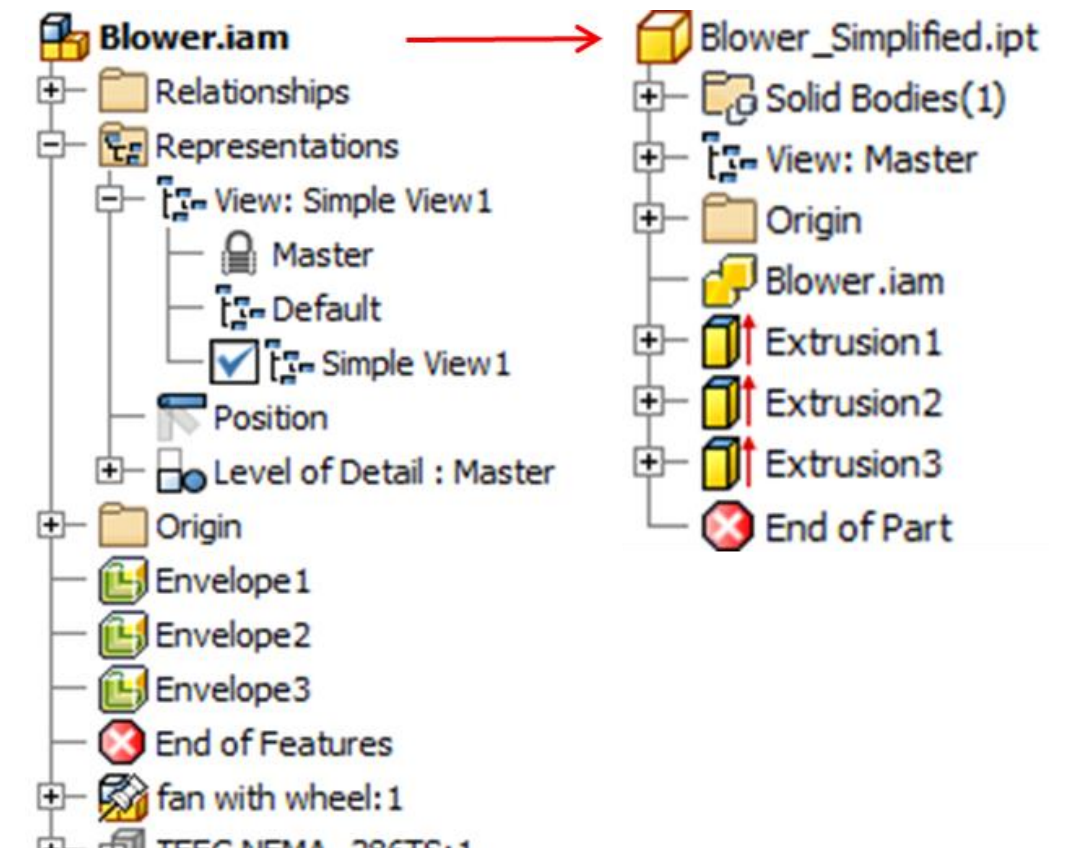 Blower.iam
Relationships
Representations
View: Simple View1
Master
Default
Simple View1
Position
Level of Detail : Master
Origin
Envelope1
Envelope2
Envelope3
End of Features
fan with wheel:1
Blower_Simplified.ipt
Solid Bodies(1)
View: Master
Origin
Blower.iam
Extrusion1
Extrusion2
Extrusion3
End of Part